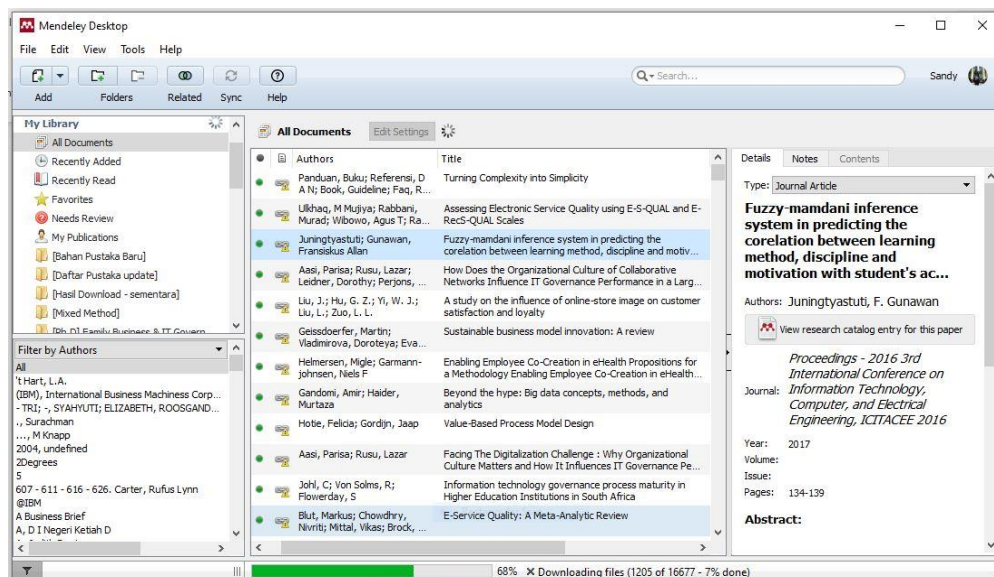 Mendeley Desktop
File Edit View Tools Help
Search...
Sandy
Add Folders Related Sync Help
My Library
All Documents
Recently Added
Recently Read
Favorites
Needs Review
My Publications
[Bahan Pustaka Baru]
[Daftar Pustaka update]
[Hasil Download - sementara]
[Mixed Method]
[Ph.D] Family Business & IT Govern
Filter by Authors
All
't Hart, L.A.
(IBM), International Business Machiness Corp...
- TRI; -, SYAHYUTI; ELIZABETH, ROOSGAND...
., Surachman
..., M Knapp
2004, undefined
2Degrees
5
607 - 611 - 616 - 626. Carter, Rufus Lynn
@IBM
A Business Brief
A, D I Negeri Ketiah D
All Documents Edit Settings
Authors Title
Panduan, Buku; Referensi, D
A N; Book, Guideline; Faq, R...
Turning Complexity into Simplicity
Ulkhaq, M Mujiya; Rabbani,
Murad; Wibowo, Agus T; Ra...
Assessing Electronic Service Quality using E-S-QUAL and E-
RecS-QUAL Scales
Juningtyastuti; Gunawan,
Fransiskus Allan
Fuzzy-mamdani inference system in predicting the
corelation between learning method, discipline and motiv...
Aasi, Parisa; Rusu, Lazar;
Leidner, Dorothy; Perjons, ...
How Does the Organizational Culture of Collaborative
Networks Influence IT Governance Performance in a Larg...
Liu, J.; Hu, G. Z.; Yi, W. J.;
Liu, L.; Zuo, L. L.
A study on the influence of online-store image on customer
satisfaction and loyalty
Geissdoerfer, Martin;
Vladimirova, Doroteya; Eva...
Sustainable business model innovation: A review
Helmersen, Migle; Garmann-
johnsen, Niels F
Enabling Employee Co-Creation in eHealth Propositions for
a Methodology Enabling Employee Co-Creation in eHealth...
Gandomi, Amir; Haider,
Murtaza
Beyond the hype: Big data concepts, methods, and
analytics
Hotie, Felicia; Gordijn, Jaap
Value-Based Process Model Design
Aasi, Parisa; Rusu, Lazar
Facing The Digitalization Challenge : Why Organizational
Culture Matters and How It Influences IT Governance Pe...
Johl, C; Von Solms, R;
Flowerday, S
Information technology governance process maturity in
Higher Education Institutions in South Africa
Blut, Markus; Chowdhry,
Nivriti; Mittal, Vikas; Brock, ...
E-Service Quality: A Meta-Analytic Review
Details Notes Contents
Type: Journal Article
Fuzzy-mamdani inference
system in predicting the
corelation between learning
method, discipline and
motivation with student's ac...
Authors: Juningtyastuti, F. Gunawan
View research catalog entry for this paper
Journal: Proceedings - 2016 3rd
International Conference on
Information Technology,
Computer, and Electrical
Engineering, ICITACEE 2016
Year: 2017
Volume:
Issue:
Pages: 134-139
Abstract:
68% Downloading files (1205 of 16677 - 7% done)